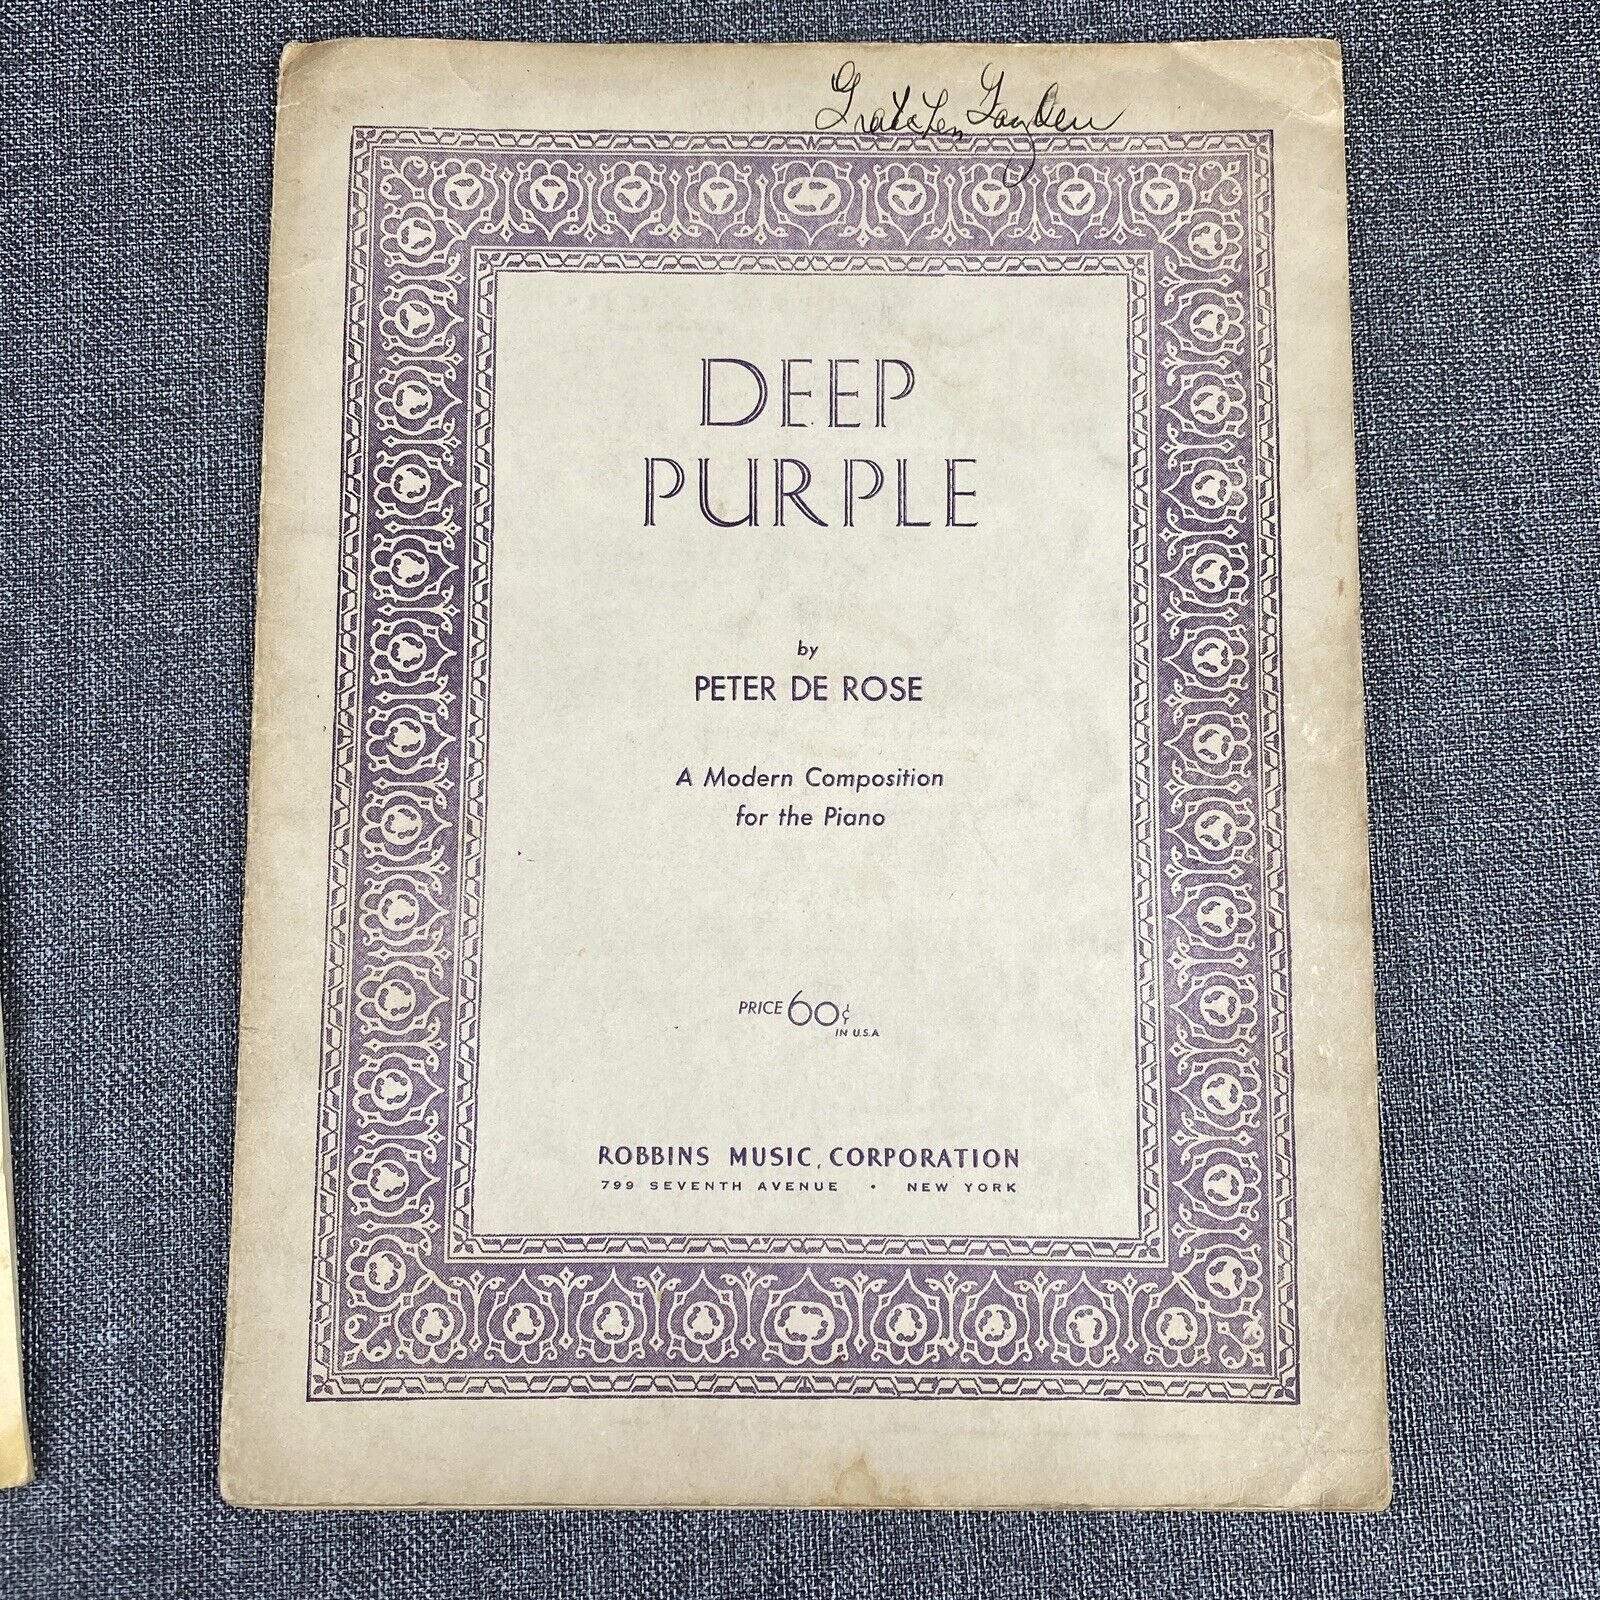 DEEP
PURPLE
by
PETER DE ROSE
A Modern Composition
for the Piano
PRICE 60¢
IN U.S.A.
ROBBINS MUSIC CORPORATION
799 SEVENTH AVENUE • NEW YORK